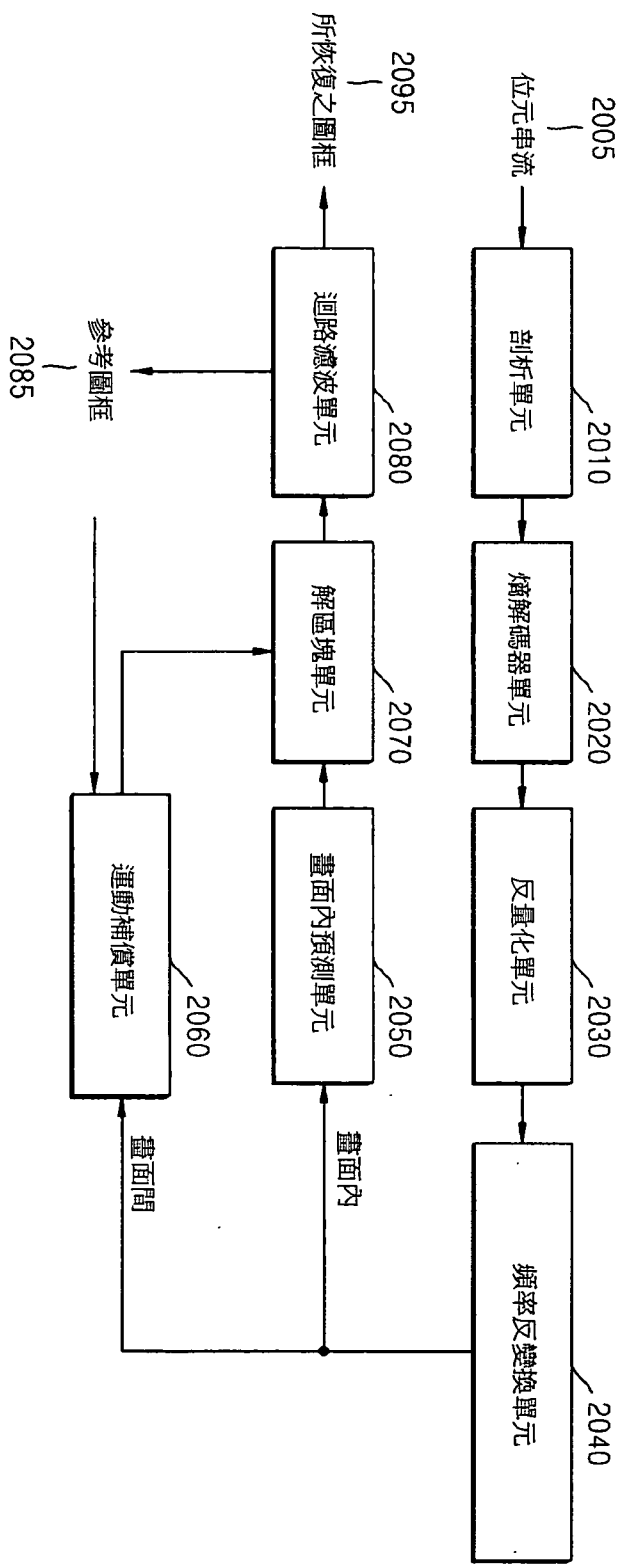 2005
位元串流
剖析單元
2010
熵解碼器單元
2020
反量化單元
2030
頻率反變換單元
2040
2095
所恢復之圖框
迴路濾波單元
2080
解區塊單元
2070
畫面內預測單元
2050
畫面內
參考圖框
2085
運動補償單元
2060
畫面間